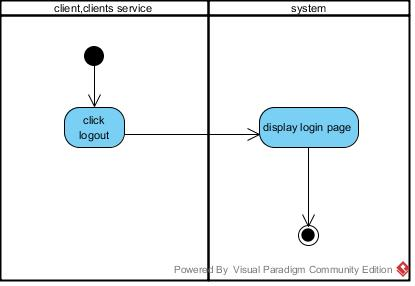 client,clients service
system
click
logout
display login page
Powered By Visual Paradigm Community Edition